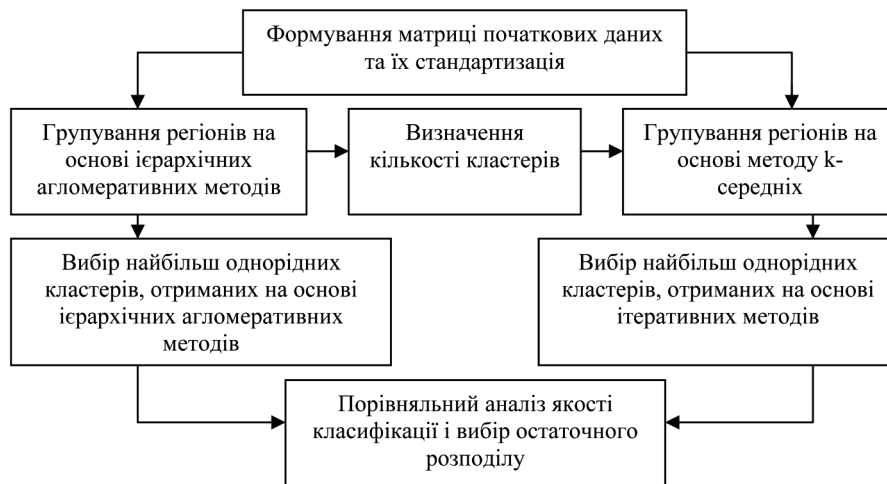 Формування матриці початкових даних
та їх стандартизація
Групування регіонів на
основі ієрархічних
агломеративних методів
Визначення
кількості кластерів
Групування регіонів на
основі методу k-
середніх
Вибір найбільш однорідних
кластерів, отриманих на основі
ієрархічних агломеративних
методів
Вибір найбільш однорідних
кластерів, отриманих на основі
ітеративних методів
Порівняльний аналіз якості
класифікації і вибір остаточного
розподілу